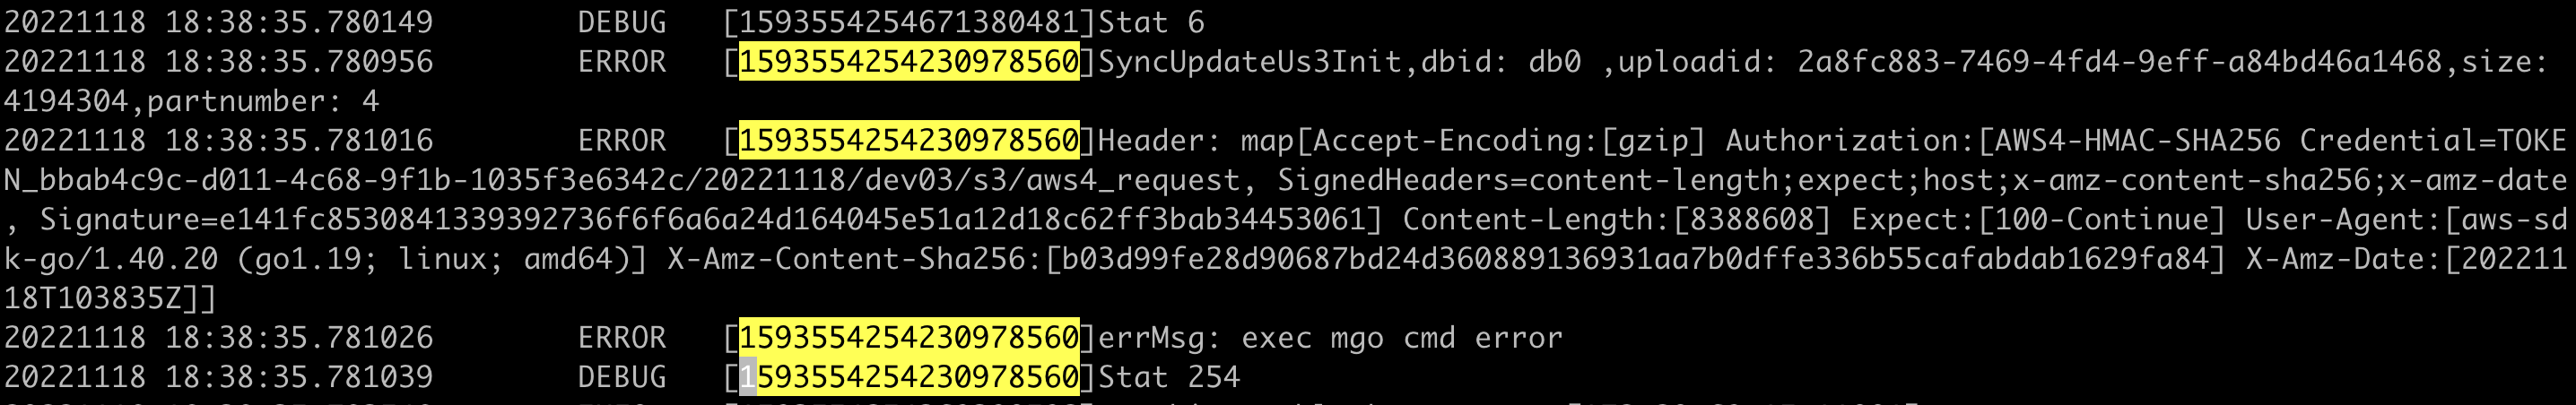 20221118 18:38:35.780149        DEBUG   [1593554254671380481]Stat 6
20221118 18:38:35.780956        ERROR   [1593554254230978560]SyncUpdateUs3Init,dbid: db0 ,uploadid: 2a8fc883-7469-4fd4-9eff-a84bd46a1468,size:
4194304,partnumber: 4
20221118 18:38:35.781016        ERROR   [1593554254230978560]Header: map[Accept-Encoding:[gzip] Authorization:[AWS4-HMAC-SHA256 Credential=TOKE
N_bbab4c9c-d011-4c68-9f1b-1035f3e6342c/20221118/dev03/s3/aws4_request, SignedHeaders=content-length;expect;host;x-amz-content-sha256;x-amz-date
, Signature=e141fc8530841339392736f6f6a6a24d164045e51a12d18c62ff3bab34453061] Content-Length:[8388608] Expect:[100-Continue] User-Agent:[aws-sd
k-go/1.40.20 (go1.19; linux; amd64)] X-Amz-Content-Sha256:[b03d99fe28d90687bd24d360889136931aa7b0dffe336b55cafabdab1629fa84] X-Amz-Date:[202211
18T103835Z]]
20221118 18:38:35.781026        ERROR   [1593554254230978560]errMsg: exec mgo cmd error
20221118 18:38:35.781039        DEBUG   [1593554254230978560]Stat 254